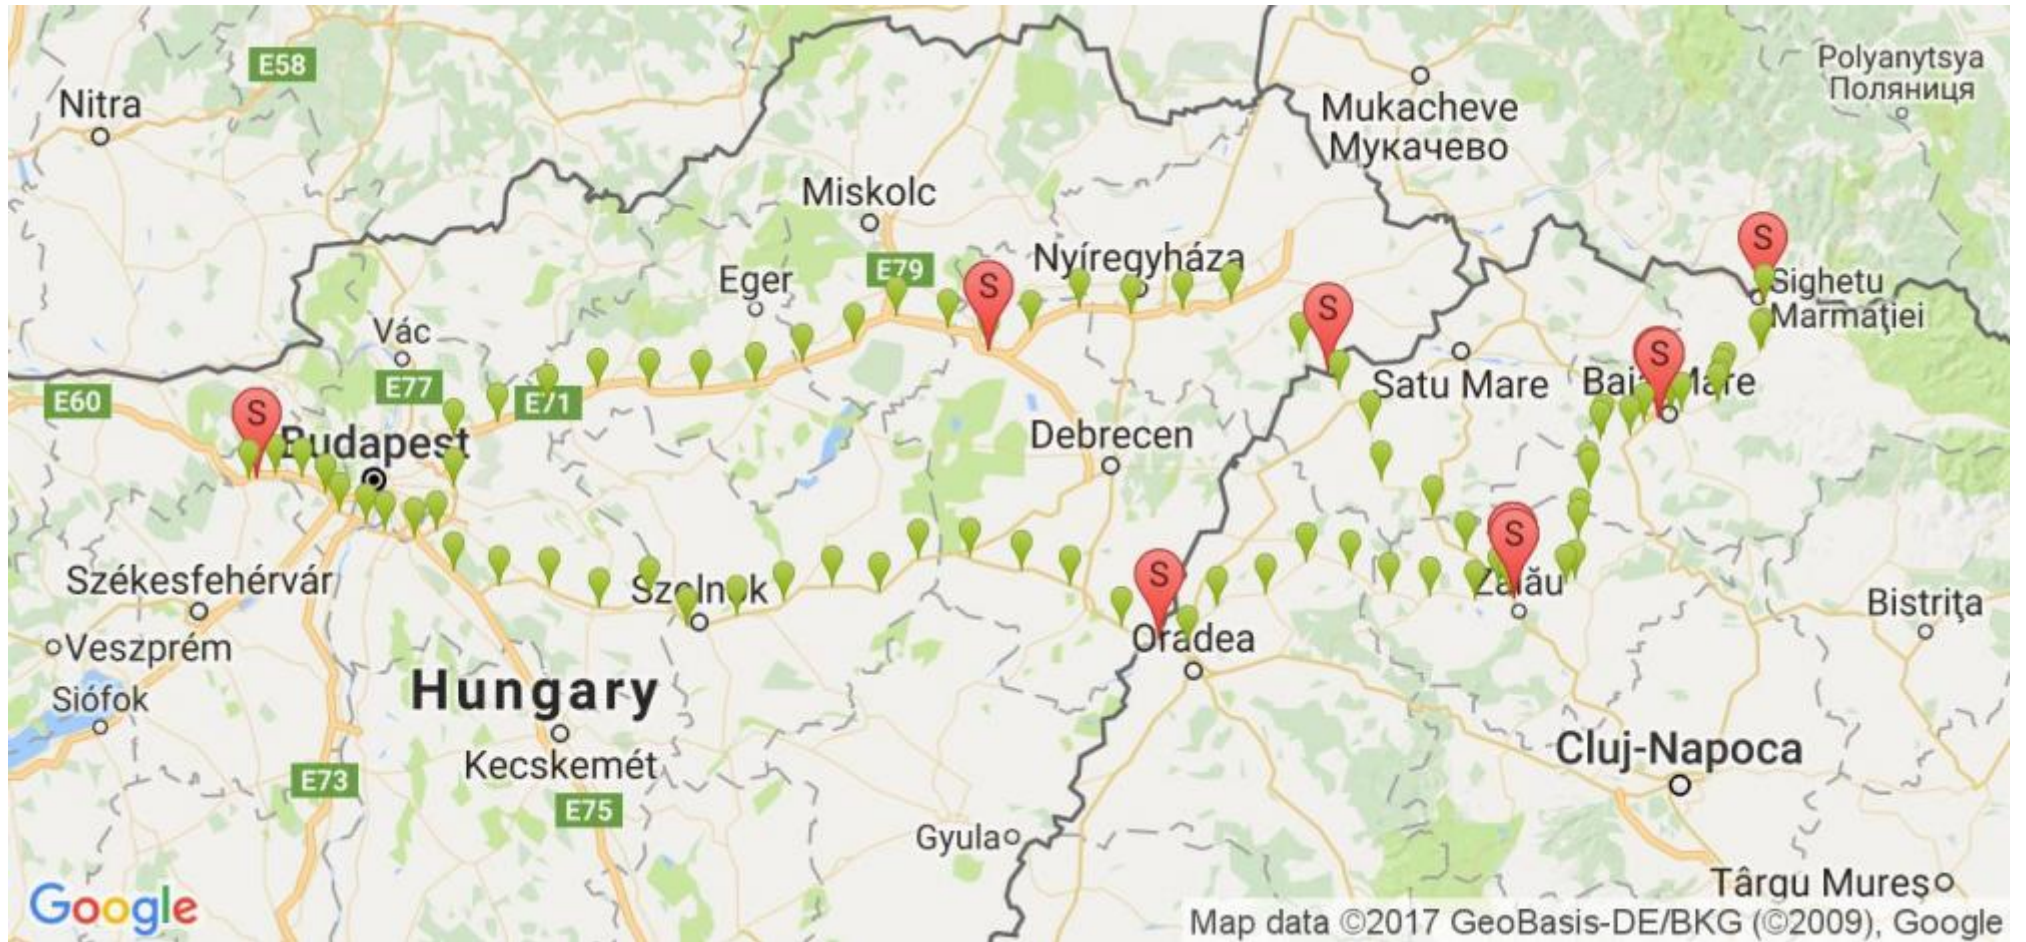 E58
Polyanytsya
Поляниця
Nitra
Mukacheve
Мукачево
Miskolc
Nyíregyháza
E79
Eger
S
S
S
Sighetu
Marmației
Vác
E77
E71
E60
S
Satu Mare
Baia Mare
S
Budapest
Debrecen
S
Székesfehérvár
Szolnok
S
Zalău
Bistrița
Veszprém
Oradea
Siófok
Hungary
Kecskemét
Cluj-Napoca
E73
E75
Gyula
Târgu Mureș
Google
Map data ©2017 GeoBasis-DE/BKG (©2009), Google